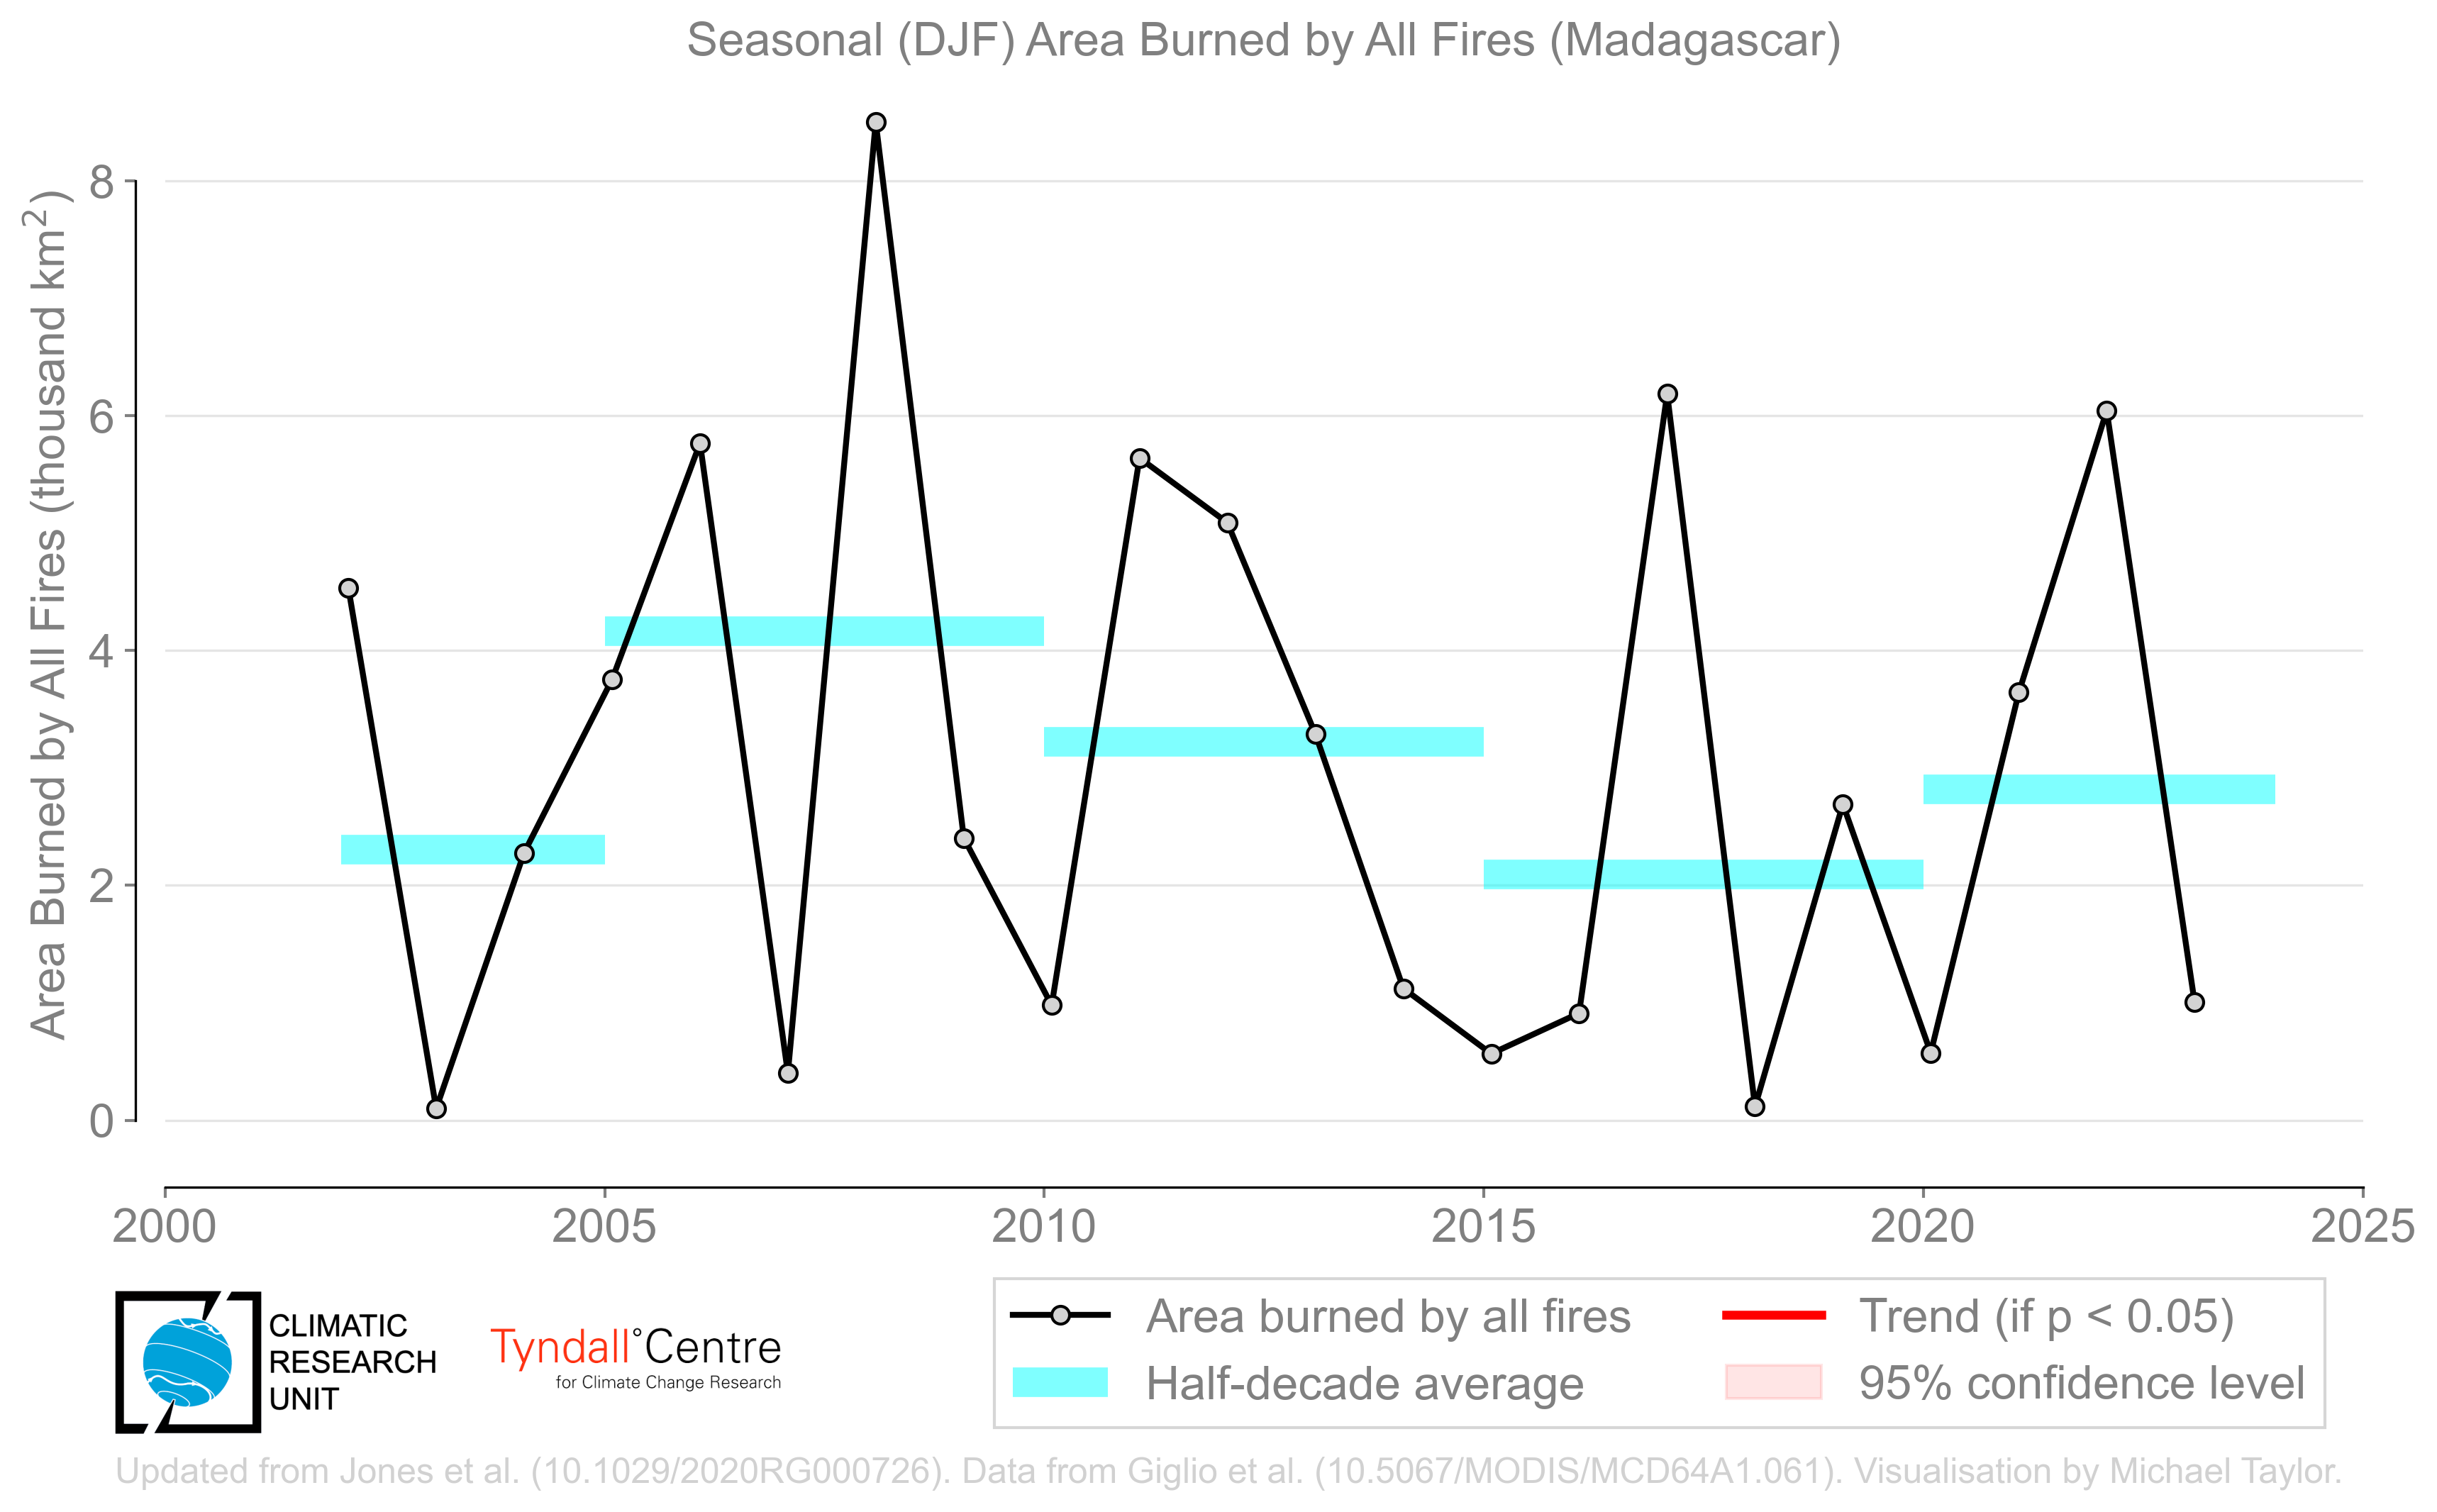 Seasonal (DJF) Area Burned by All Fires (Madagascar)
Area Burned by All Fires (thousand km²)
8
6
4
2
0
2000 2005 2010 2015 2020 2025
CLIMATIC
RESEARCH
UNIT
Tyndall°Centre
for Climate Change Research
Area burned by all fires
Half-decade average
Trend (if p < 0.05)
95% confidence level
Updated from Jones et al. (10.1029/2020RG000726). Data from Giglio et al. (10.5067/MODIS/MCD64A1.061). Visualisation by Michael Taylor.